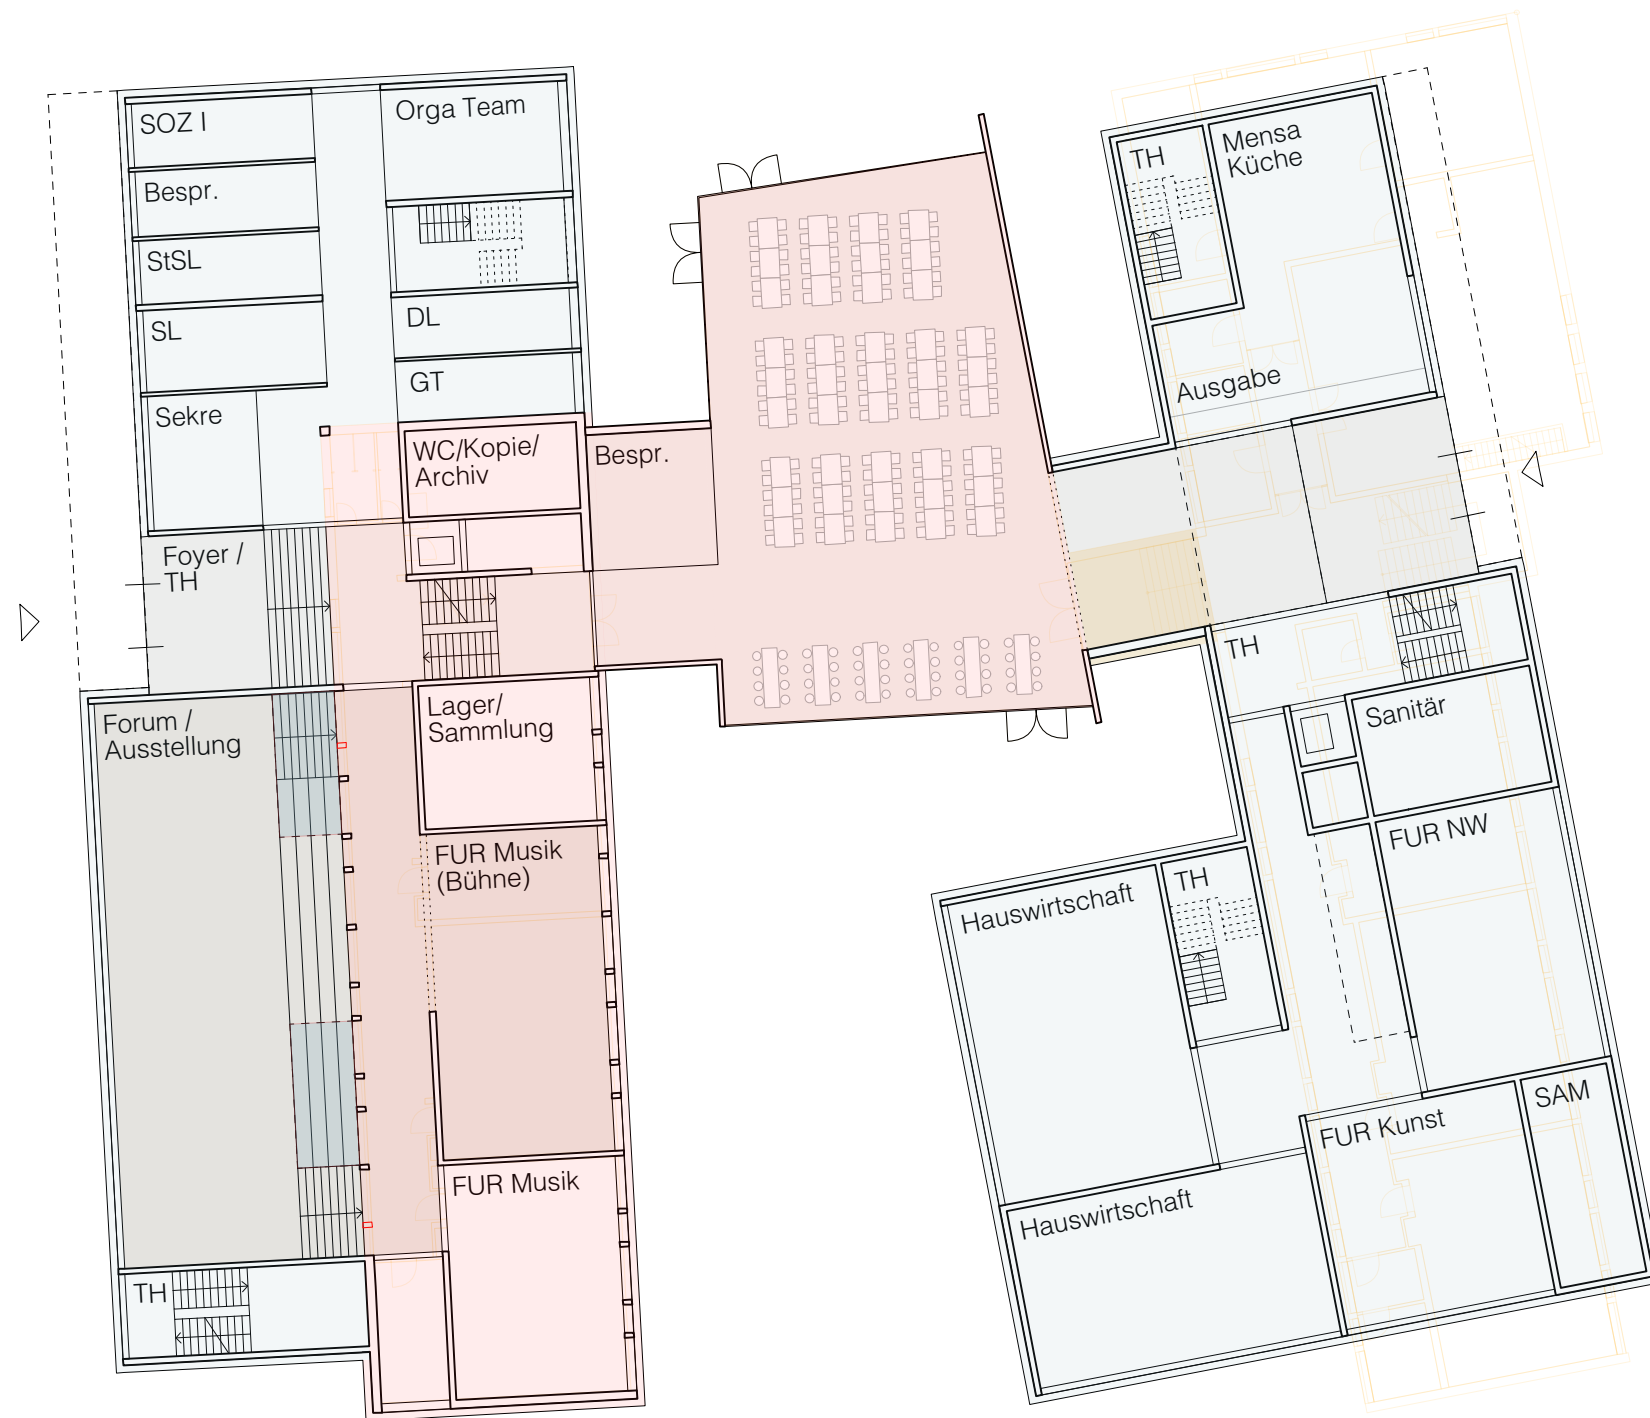 SOZ I
Bespr.
StSL
SL
Sekre
Orga Team
DL
GT
WC/Kopie/
Archiv
Bespr.
Foyer /
TH
Forum /
Ausstellung
Lager/
Sammlung
FUR Musik
(Bühne)
FUR Musik
TH
TH
Mensa
Küche
Ausgabe
TH
Sanitär
FUR NW
Hauswirtschaft
TH
Hauswirtschaft
FUR Kunst
SAM